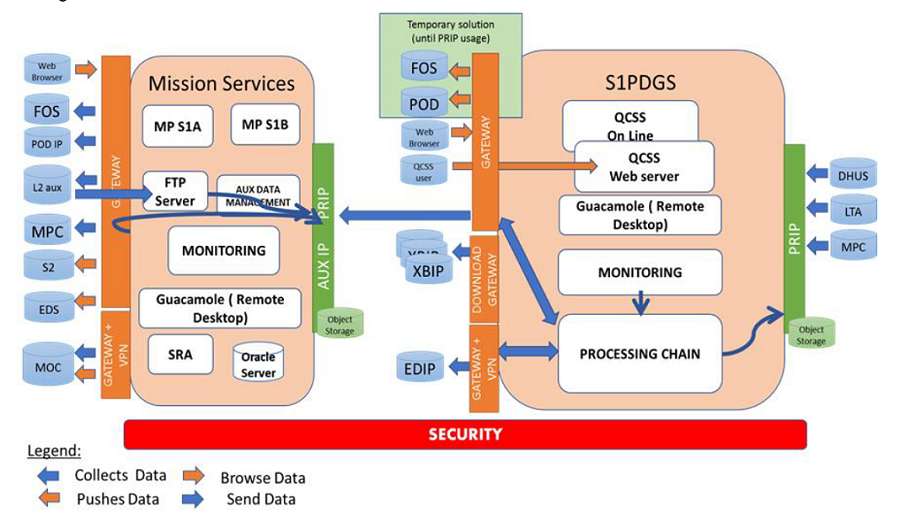 Temporary solution
(until PRIP usage)
Web
Browser
FOS
POD IP
L2 aux
MPC
S2
EDS
MOC
GATEWAY
GATEWAY +
VPN
Mission Services
MP S1A
MP S1B
FTP
Server
AUX DATA
MANAGEMENT
MONITORING
Guacamole ( Remote
Desktop)
SRA
Oracle
Server
AUX IP PRIP
Object
Storage
FOS
POD
Web
Browser
QCSS
user
XBIP
EDIP
GATEWAY
DOWNLOAD
GATEWAY
GATEWAY +
VPN
S1PDGS
QCSS
On Line
QCSS
Web server
Guacamole ( Remote
Desktop)
MONITORING
PROCESSING CHAIN
PRIP
Object
Storage
DHUS
LTA
MPC
SECURITY
Legend:
Collects Data
Browse Data
Pushes Data
Send Data